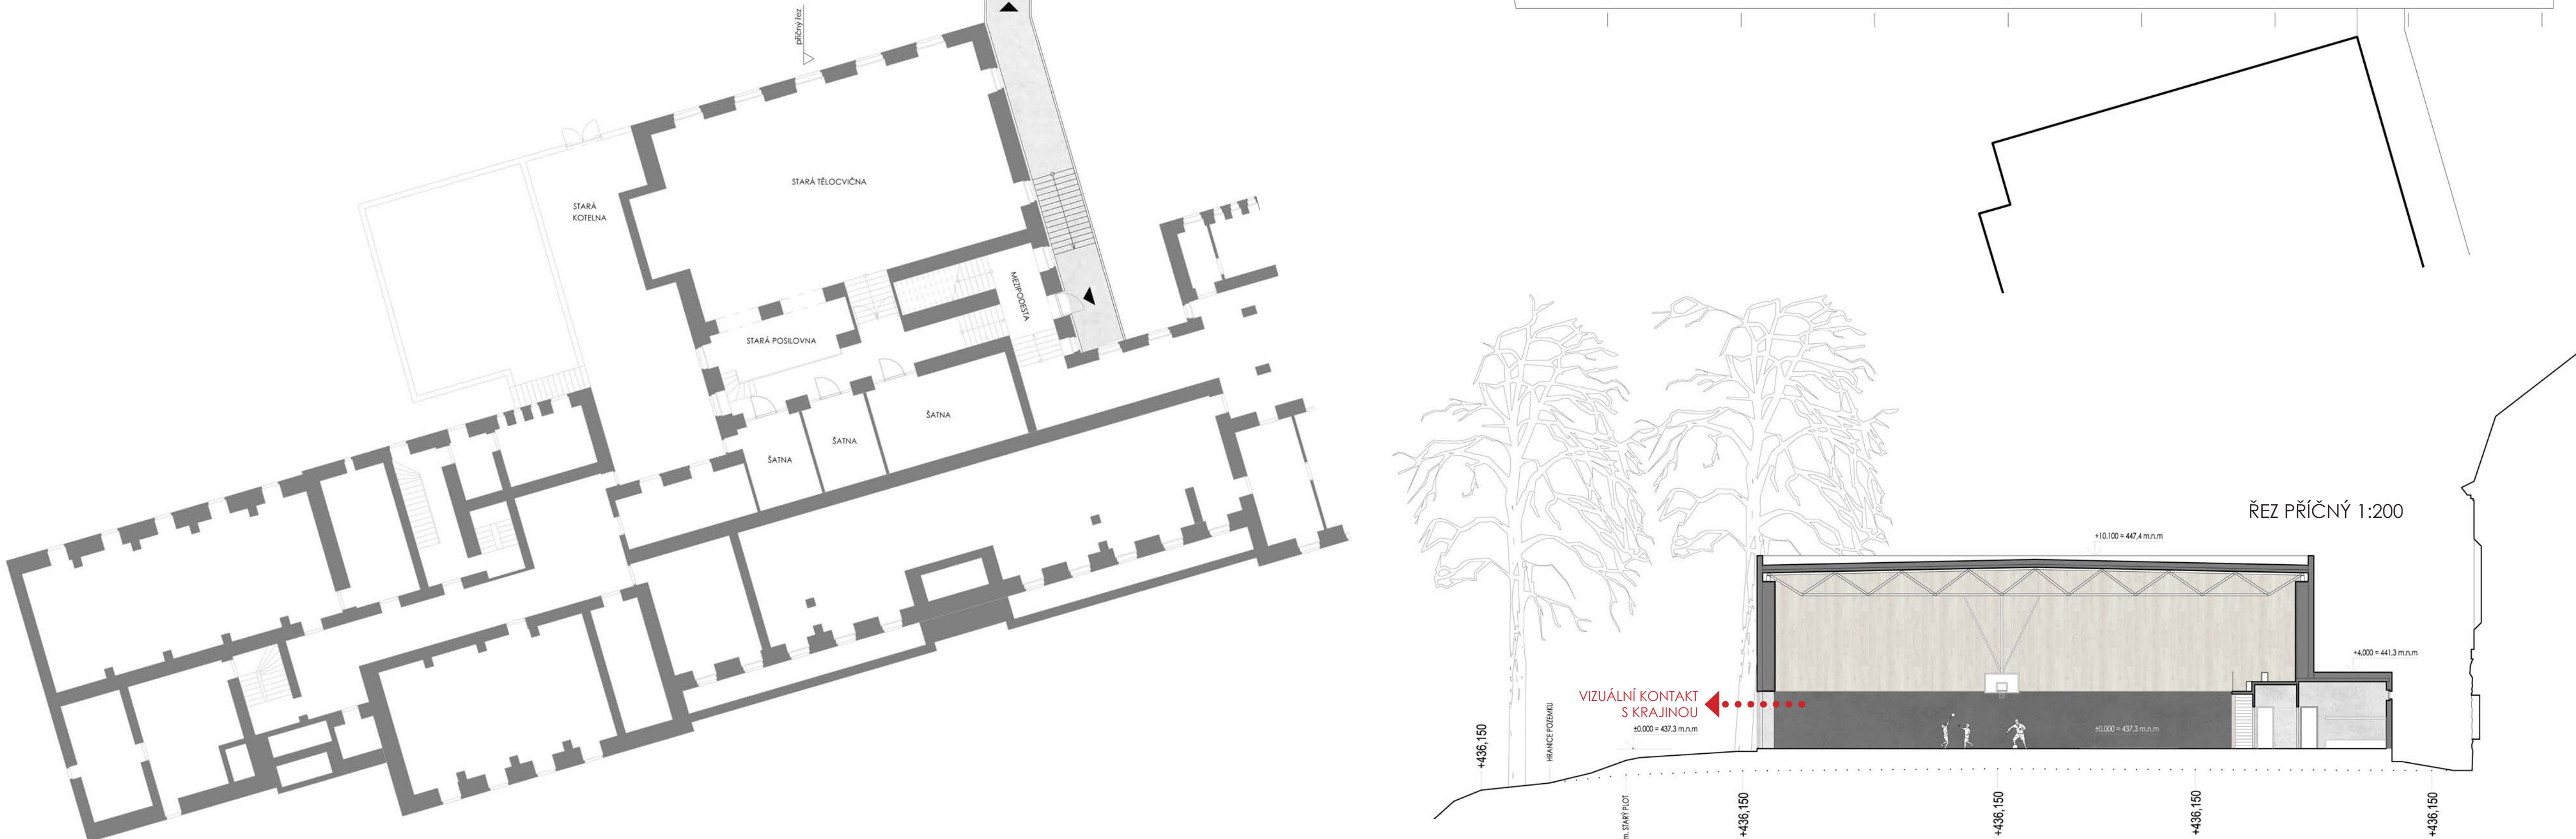 příčný řez
STARÁ TĚLOCVIČNA
STARÁ
KOTELNA
MEZIPODESTA
STARÁ POSILOVNA
ŠATNA
ŠATNA
ŠATNA
ŘEZ PŘÍČNÝ 1:200
+10,100 = 447,4 m.n.m
+4,000 = 441,3 m.n.m
VIZUÁLNÍ KONTAKT
S KRAJINOU
±0,000 = 437,3 m.n.m
±0,000 = 437,3 m.n.m
+436,150
HRANICE POZEMKU
m. STARÝ PLOT
+436,150
+436,150
+436,150
+436,150